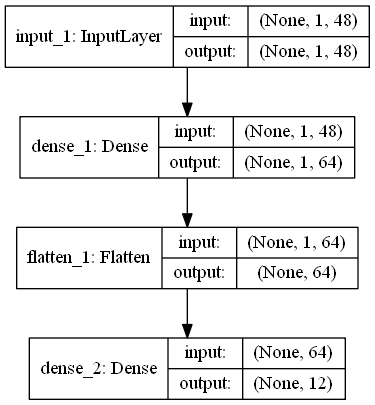 input_1: InputLayer
input: (None, 1, 48)
output: (None, 1, 48)
dense_1: Dense
input: (None, 1, 48)
output: (None, 1, 64)
flatten_1: Flatten
input: (None, 1, 64)
output: (None, 64)
dense_2: Dense
input: (None, 64)
output: (None, 12)